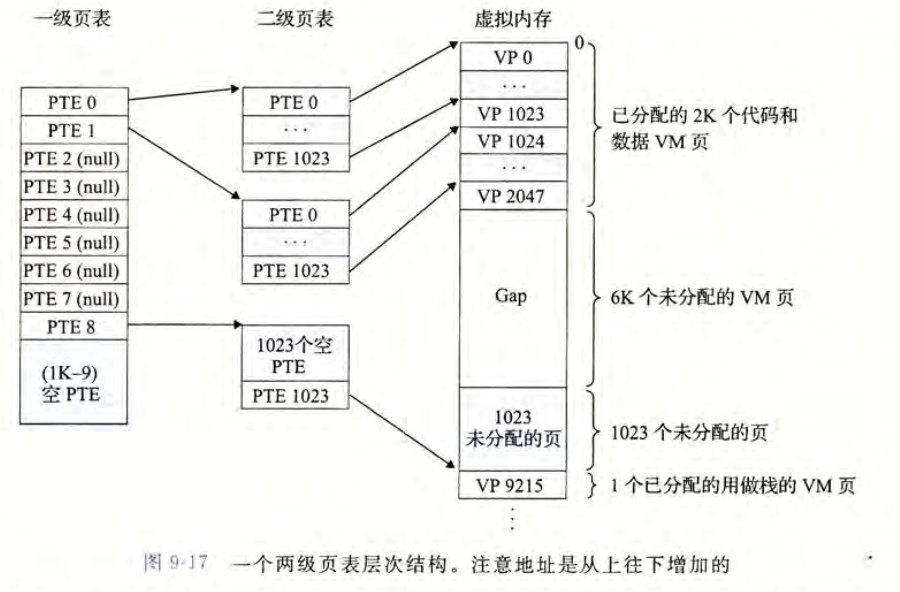 一级页表
二级页表
虚拟内存
PTE 0
PTE 1
PTE 2 (null)
PTE 3 (null)
PTE 4 (null)
PTE 5 (null)
PTE 6 (null)
PTE 7 (null)
PTE 8
(1K–9)
空 PTE
PTE 0
···
PTE 1023
PTE 0
···
PTE 1023
1023个空
PTE
PTE 1023
0
VP 0
···
VP 1023
VP 1024
···
VP 2047
Gap
1023
未分配的页
VP 9215
⋮
已分配的 2K 个代码和
数据 VM 页
6K 个未分配的 VM 页
1023 个未分配的页
1 个已分配的用做栈的 VM 页
图 9-17 一个两级页表层次结构。注意地址是从上往下增加的